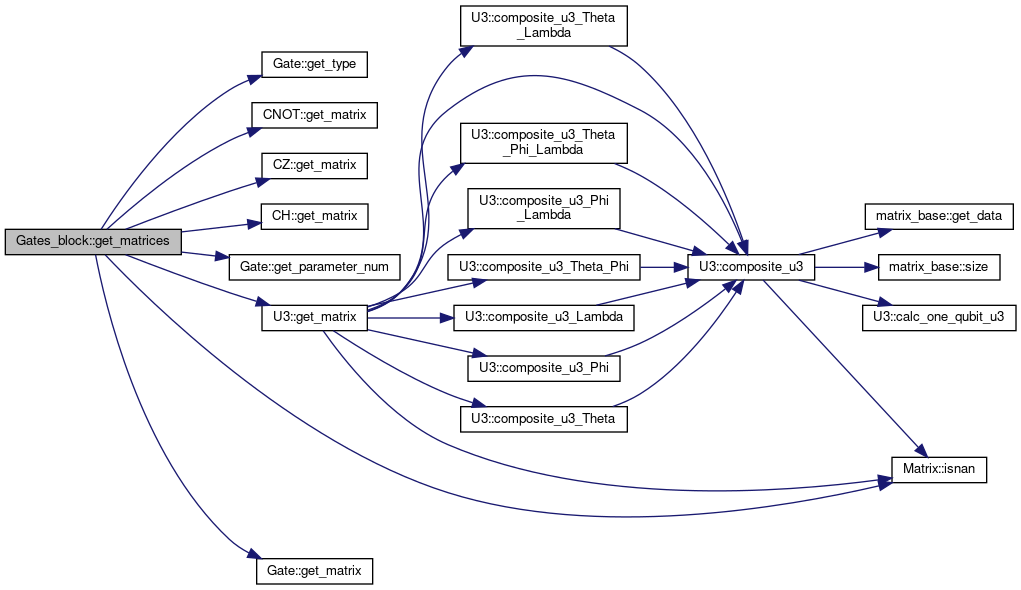 Gates_block::get_matrices
Gate::get_type
CNOT::get_matrix
CZ::get_matrix
CH::get_matrix
Gate::get_parameter_num
U3::get_matrix
Gate::get_matrix
U3::composite_u3_Theta
_Lambda
U3::composite_u3_Theta
_Phi_Lambda
U3::composite_u3_Phi
_Lambda
U3::composite_u3_Theta_Phi
U3::composite_u3_Lambda
U3::composite_u3_Phi
U3::composite_u3_Theta
U3::composite_u3
matrix_base::get_data
matrix_base::size
U3::calc_one_qubit_u3
Matrix::isnan